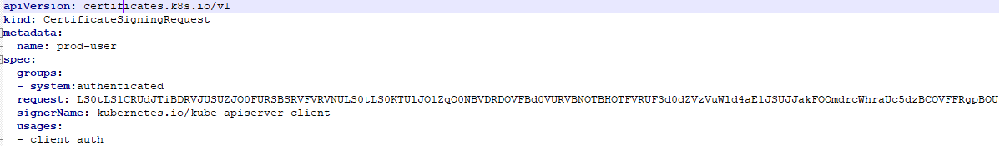 apiVersion: certificates.k8s.io/v1
kind: CertificateSigningRequest
metadata:
name: prod-user
spec:
groups:
- system:authenticated
request: LS0tLS1CRUdJTiBDRVJUSUZJQ0FURSBSRVFVRVNULS0tLS0KTUlJQ1ZqQ0NBVDRDQVFBd0VURVBNQTBHQTFVRUF3d0dZVzVuWld4aE1JSUJJakFOQmdrcWhraUc5dzBCQVFFRgpBQU
signerName: kubernetes.io/kube-apiserver-client
usages:
- client auth